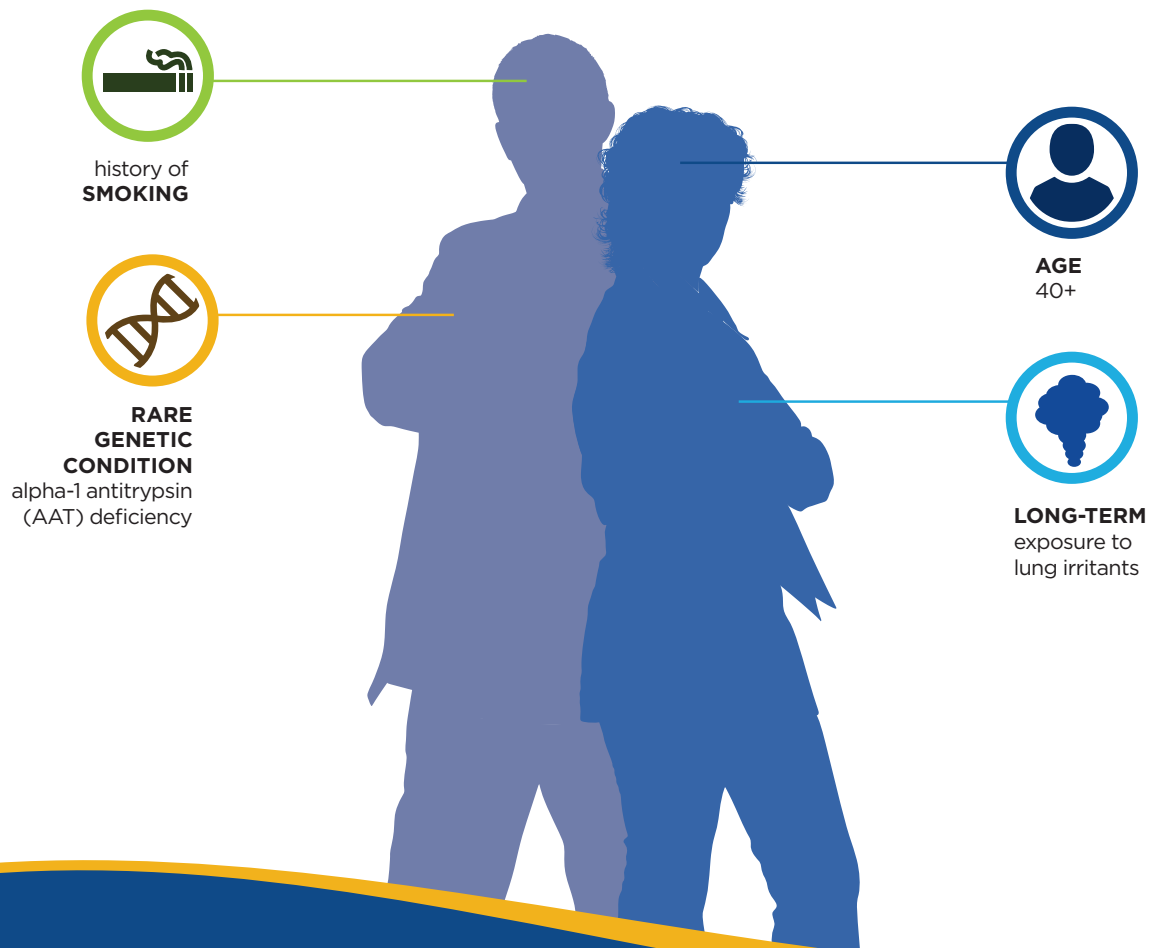 history of
SMOKING
RARE
GENETIC
CONDITION
alpha-1 antitrypsin
(AAT) deficiency
AGE
40+
LONG-TERM
exposure to
lung irritants